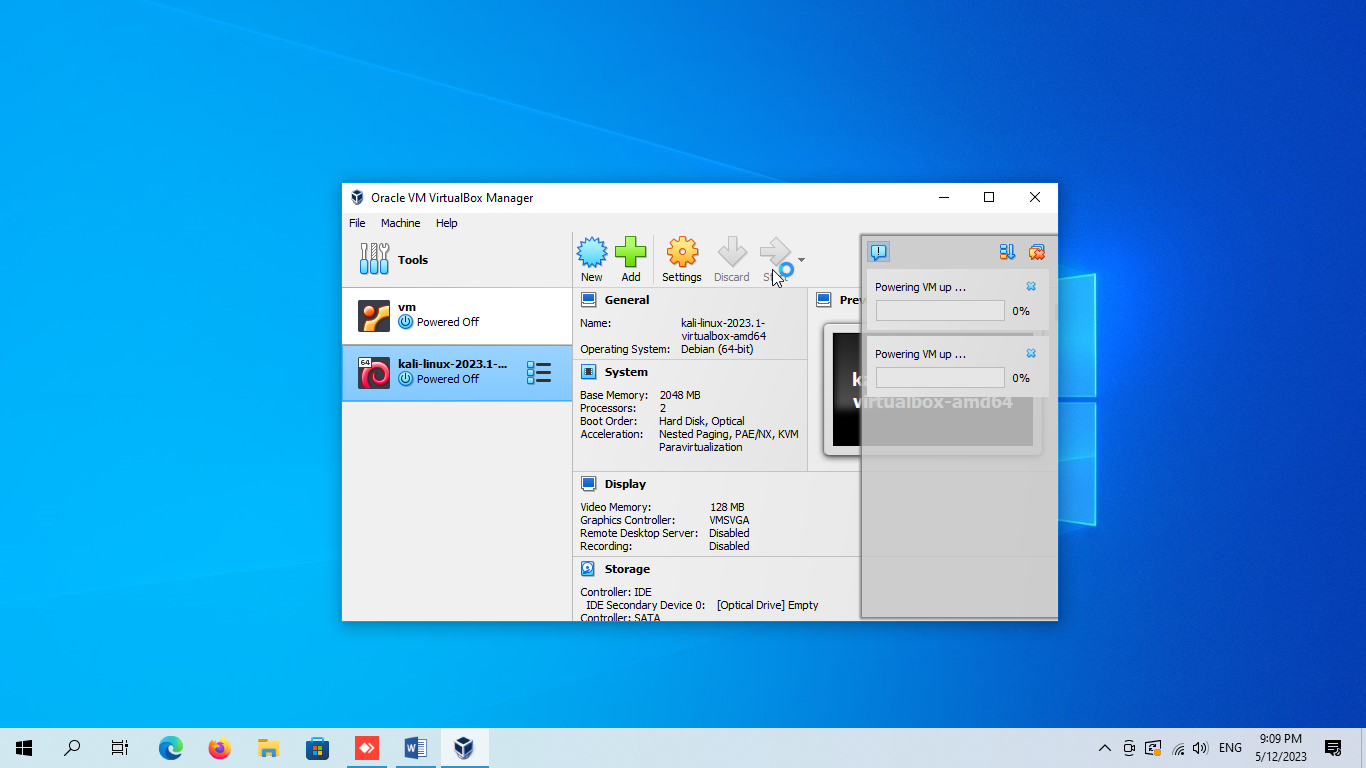 Oracle VM VirtualBox Manager
File Machine Help
Tools
New Add Settings Discard
vm
Powered Off
64
kali-linux-2023.1-...
Powered Off
General
Name: kali-linux-2023.1-
virtualbox-amd64
Operating System: Debian (64-bit)
System
Base Memory: 2048 MB
Processors: 2
Boot Order: Hard Disk, Optical
Acceleration: Nested Paging, PAE/NX, KVM
Paravirtualization
Display
Video Memory: 128 MB
Graphics Controller: VMSVGA
Remote Desktop Server: Disabled
Recording: Disabled
Storage
Controller: IDE
IDE Secondary Device 0: [Optical Drive] Empty
Controller: SATA
virtualbox-amd64
Powering VM up ...
0%
Powering VM up ...
0%
ENG
9:09 PM
5/12/2023